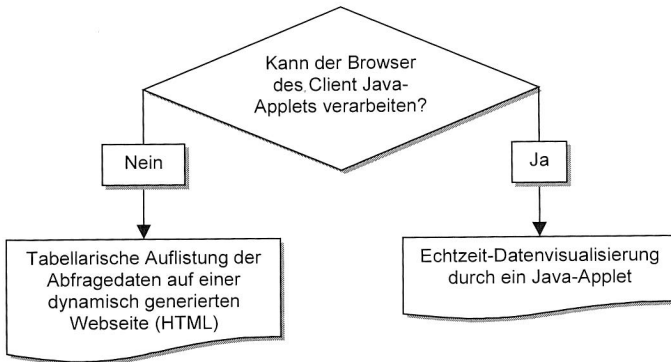 Kann der Browser
des Client Java-
Applets verarbeiten?
Nein
Ja
Tabellarische Auflistung der
Abfragedaten auf einer
dynamisch generierten
Webseite (HTML)
Echtzeit-Datenvisualisierung
durch ein Java-Applet